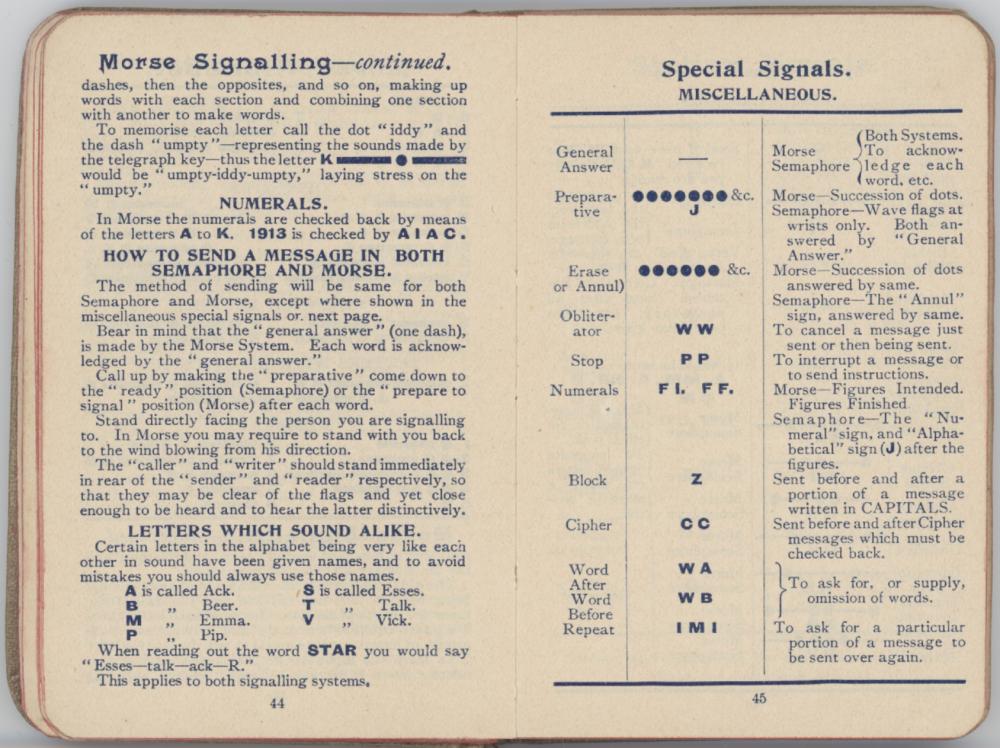 Morse Signalling—continued.
dashes, then the opposites, and so on, making up
words with each section and combining one section
with another to make words.
To memorise each letter call the dot "iddy" and
the dash "umpty"—representing the sounds made by
the telegraph key—thus the letter K ▬ ● ▬
would be "umpty-iddy-umpty," laying stress on the
"umpty."
NUMERALS.
In Morse the numerals are checked back by means
of the letters A to K. 1913 is checked by A I A C.
HOW TO SEND A MESSAGE IN BOTH
SEMAPHORE AND MORSE.
The method of sending will be same for both
Semaphore and Morse, except where shown in the
miscellaneous special signals or. next page.
Bear in mind that the "general answer" (one dash),
is made by the Morse System. Each word is acknow-
ledged by the "general answer."
Call up by making the "preparative" come down to
the "ready" position (Semaphore) or the "prepare to
signal" position (Morse) after each word.
Stand directly facing the person you are signalling
to. In Morse you may require to stand with you back
to the wind blowing from his direction.
The "caller" and "writer" should stand immediately
in rear of the "sender" and "reader" respectively, so
that they may be clear of the flags and yet close
enough to be heard and to hear the latter distinctively.
LETTERS WHICH SOUND ALIKE.
Certain letters in the alphabet being very like each
other in sound have been given names, and to avoid
mistakes you should always use those names.
A is called Ack. S is called Esses.
B „ Beer. T „ Talk.
M „ Emma. V „ Vick.
P „ Pip.
When reading out the word STAR you would say
"Esses—talk—ack—R."
This applies to both signalling systems.
44
Special Signals.
MISCELLANEOUS.
General
Answer
—
Morse
Semaphore
Both Systems.
To acknow-
ledge each
word, etc.
Prepara-
tive
●●●●●●● &c.
J
Morse—Succession of dots.
Semaphore—Wave flags at
wrists only. Both an-
swered by "General
Answer."
Erase
or Annul)
●●●●●● &c.
Morse—Succession of dots
answered by same.
Semaphore—The "Annul"
sign, answered by same.
Obliter-
ator
W W
To cancel a message just
sent or then being sent.
Stop
P P
To interrupt a message or
to send instructions.
Numerals
F I. F F.
Morse—Figures Intended.
Figures Finished
Semaphore—The "Nu-
meral" sign, and "Alpha-
betical" sign (J) after the
figures.
Block
Z
Sent before and after a
portion of a message
written in CAPITALS.
Cipher
C C
Sent before and after Cipher
messages which must be
checked back.
Word
After
W A
Word
Before
W B
To ask for, or supply,
omission of words.
Repeat
I M I
To ask for a particular
portion of a message to
be sent over again.
45